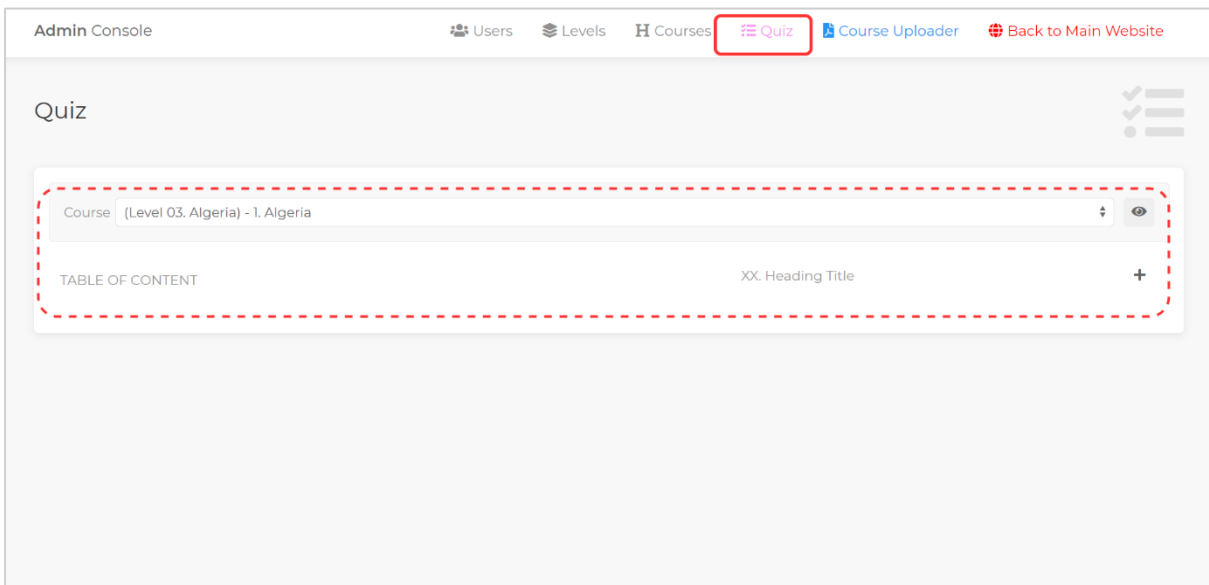 Admin Console Users Levels H Courses Quiz Course Uploader Back to Main Website
Quiz
Course (Level 03. Algeria) - 1. Algeria
TABLE OF CONTENT XX. Heading Title +